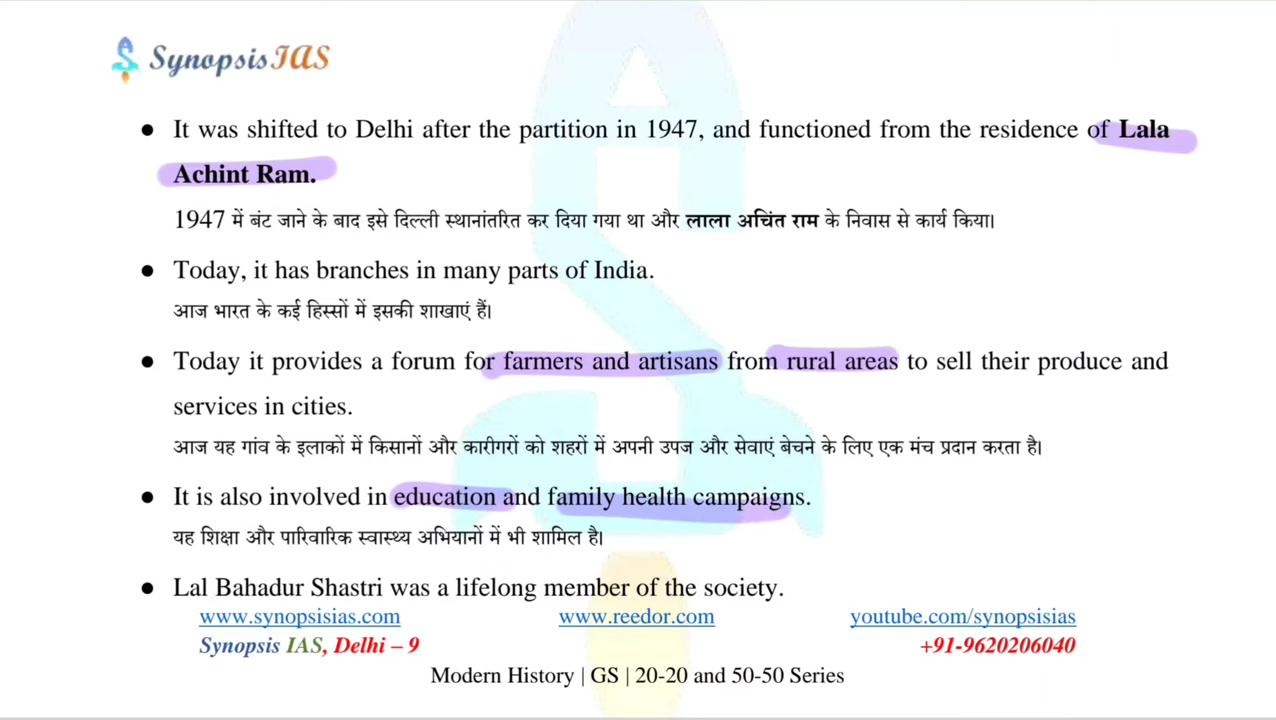 Synopsis IAS
● It was shifted to Delhi after the partition in 1947, and functioned from the residence of Lala
Achint Ram.
1947 में बंट जाने के बाद इसे दिल्ली स्थानांतरित कर दिया गया था और लाला अचिंत राम के निवास से कार्य किया।
● Today, it has branches in many parts of India.
आज भारत के कई हिस्सों में इसकी शाखाएं हैं।
● Today it provides a forum for farmers and artisans from rural areas to sell their produce and
services in cities.
आज यह गांव के इलाकों में किसानों और कारीगरों को शहरों में अपनी उपज और सेवाएं बेचने के लिए एक मंच प्रदान करता है।
● It is also involved in education and family health campaigns.
यह शिक्षा और पारिवारिक स्वास्थ्य अभियानों में भी शामिल है।
● Lal Bahadur Shastri was a lifelong member of the society.
www.synopsisias.com www.reedor.com youtube.com/synopsisias
Synopsis IAS, Delhi – 9 +91-9620206040
Modern History | GS | 20-20 and 50-50 Series